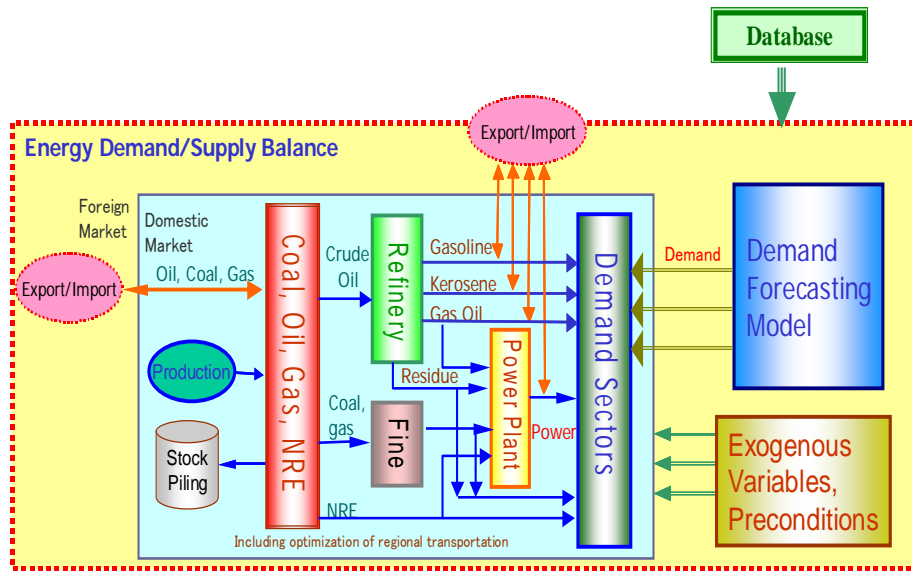 Database
Export/Import
Energy Demand/Supply Balance
Foreign
Market
Domestic
Market
Oil, Coal, Gas
Export/Import
Production
Stock
Piling
Coal, Oil, Gas, NRE
Crude
Oil
Refinery
Gasoline
Kerosene
Gas Oil
Residue
Coal,
gas
Fine
Power Plant
Power
NRE
Demand Sectors
Including optimization of regional transportation
Demand
Demand
Forecasting
Model
Exogenous
Variables,
Preconditions